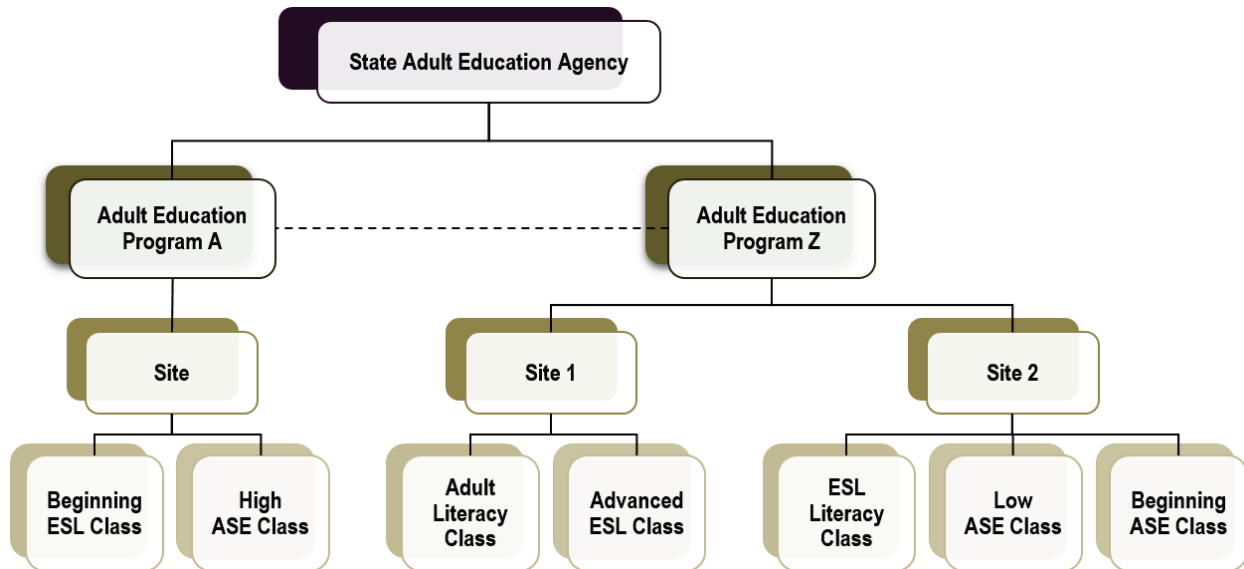 State Adult Education Agency
Adult Education
Program A
Adult Education
Program Z
Site
Site 1
Site 2
Beginning
ESL Class
High
ASE Class
Adult
Literacy
Class
Advanced
ESL Class
ESL
Literacy
Class
Low
ASE Class
Beginning
ASE Class